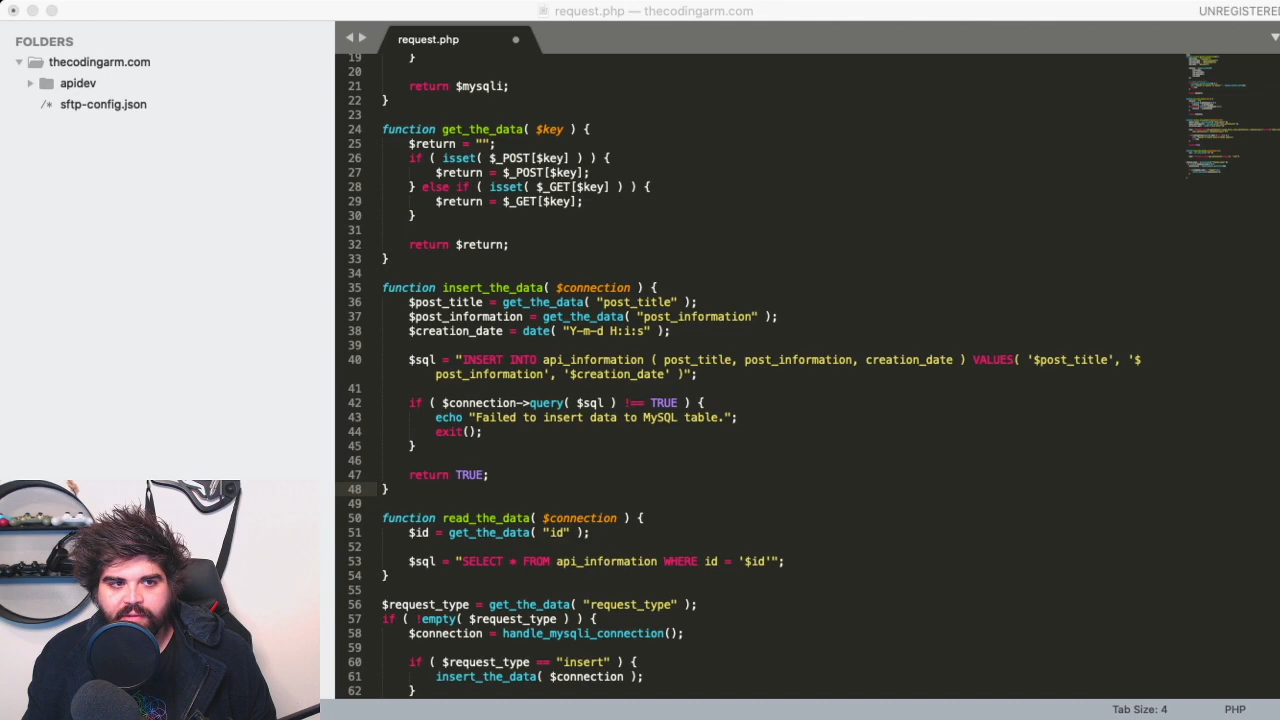 request.php — thecodingarm.com
UNREGISTERED
FOLDERS
thecodingarm.com
apidev
/* sftp-config.json
request.php
19 }
20
21 return $mysqli;
22 }
23
24 function get_the_data( $key ) {
25 $return = "";
26 if ( isset( $_POST[$key] ) ) {
27 $return = $_POST[$key];
28 } else if ( isset( $_GET[$key] ) ) {
29 $return = $_GET[$key];
30 }
31
32 return $return;
33 }
34
35 function insert_the_data( $connection ) {
36 $post_title = get_the_data( "post_title" );
37 $post_information = get_the_data( "post_information" );
38 $creation_date = date( "Y-m-d H:i:s" );
39
40 $sql = "INSERT INTO api_information ( post_title, post_information, creation_date ) VALUES( '$post_title', '$
post_information', '$creation_date' )";
41
42 if ( $connection->query( $sql ) !== TRUE ) {
43 echo "Failed to insert data to MySQL table.";
44 exit();
45 }
46
47 return TRUE;
48 }
49
50 function read_the_data( $connection ) {
51 $id = get_the_data( "id" );
52
53 $sql = "SELECT * FROM api_information WHERE id = '$id'";
54 }
55
56 $request_type = get_the_data( "request_type" );
57 if ( !empty( $request_type ) ) {
58 $connection = handle_mysqli_connection();
59
60 if ( $request_type == "insert" ) {
61 insert_the_data( $connection );
62 }
Tab Size: 4
PHP